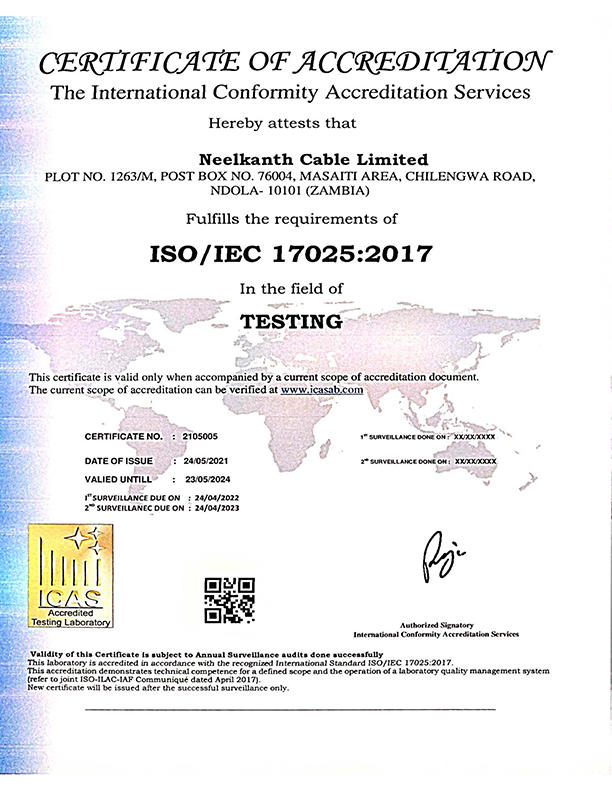 CERTIFICATE OF ACCREDITATION
The International Conformity Accreditation Services
Hereby attests that
Neelkanth Cable Limited
PLOT NO. 1263/M, POST BOX NO. 76004, MASAITI AREA, CHILENGWA ROAD,
NDOLA- 10101 (ZAMBIA)
Fulfills the requirements of
ISO/IEC 17025:2017
In the field of
TESTING
This certificate is valid only when accompanied by a current scope of accreditation document.
The current scope of accreditation can be verified at www.icasab.com
CERTIFICATE NO. : 2105005
1st SURVEILLANCE DONE ON : XX/XX/XXXX
DATE OF ISSUE : 24/05/2021
2nd SURVEILLANCE DONE ON : XX/XX/XXXX
VALIED UNTILL : 23/05/2024
1ST SURVEILLANCE DUE ON : 24/04/2022
2ND SURVEILLANEC DUE ON : 24/04/2023
ICAS
Accredited
Testing Laboratory
Authorized Signatory
International Conformity Accreditation Services
Validity of this Certificate is subject to Annual Surveillance audits done successfully
This laboratory is accredited in accordance with the recognized International Standard ISO/IEC 17025:2017.
This accreditation demonstrates technical competence for a defined scope and the operation of a laboratory quality management system
(refer to joint ISO-ILAC-IAF Communiqué dated April 2017).
New certificate will be issued after the successful surveillance only.